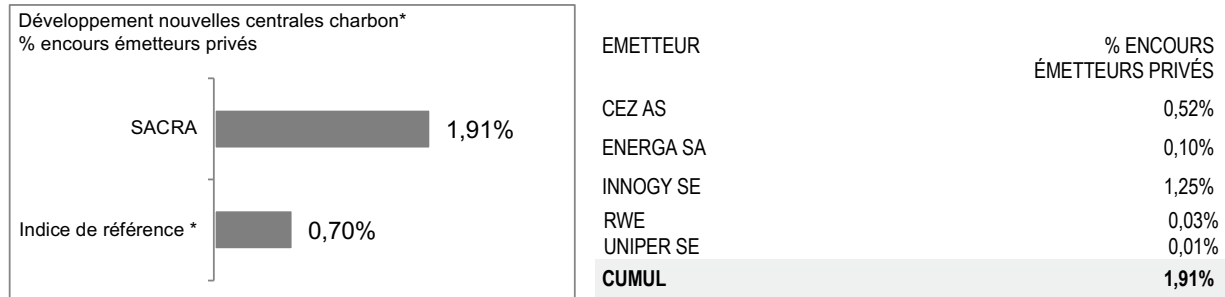 Développement nouvelles centrales charbon*
% encours émetteurs privés
SACRA
1,91%
Indice de référence *
0,70%
EMETTEUR % ENCOURS
ÉMETTEURS PRIVÉS
CEZ AS 0,52%
ENERGA SA 0,10%
INNOGY SE 1,25%
RWE 0,03%
UNIPER SE 0,01%
CUMUL 1,91%